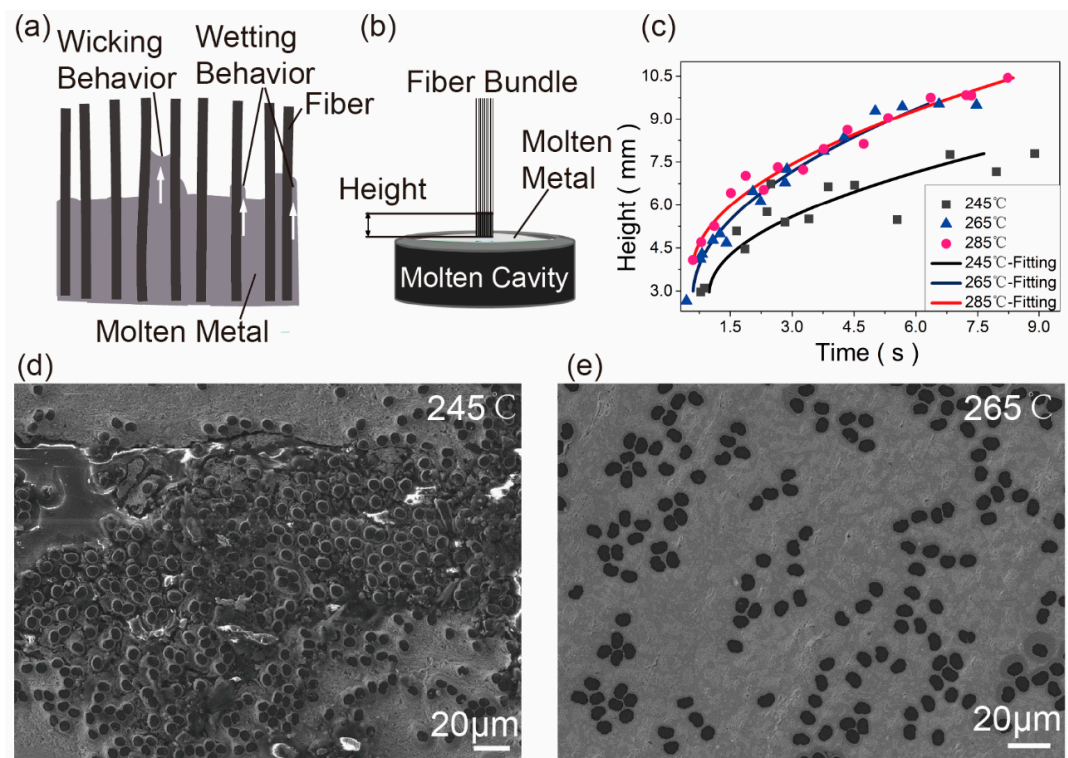 (a)
Wicking
Behavior
Wetting
Behavior
Fiber
Molten Metal
(b)
Fiber Bundle
Molten
Metal
Height
Molten Cavity
(c)
Height ( mm )
10.5
9.0
7.5
6.0
4.5
3.0
1.5 3.0 4.5 6.0 7.5 9.0
Time ( s )
245℃
265℃
285℃
245℃-Fitting
265℃-Fitting
285℃-Fitting
(d)
245℃
20μm
(e)
265℃
20μm